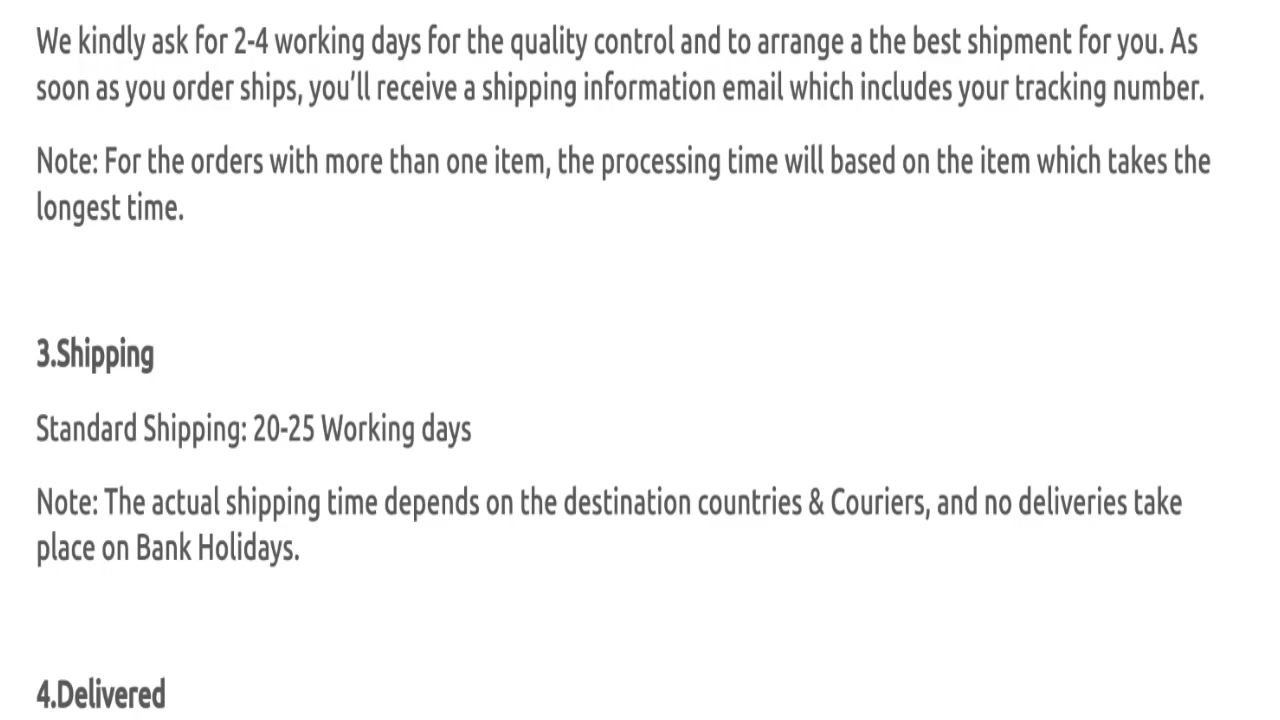 We kindly ask for 2-4 working days for the quality control and to arrange a the best shipment for you. As
soon as you order ships, you’ll receive a shipping information email which includes your tracking number.
Note: For the orders with more than one item, the processing time will based on the item which takes the
longest time.
3.Shipping
Standard Shipping: 20-25 Working days
Note: The actual shipping time depends on the destination countries & Couriers, and no deliveries take
place on Bank Holidays.
4.Delivered